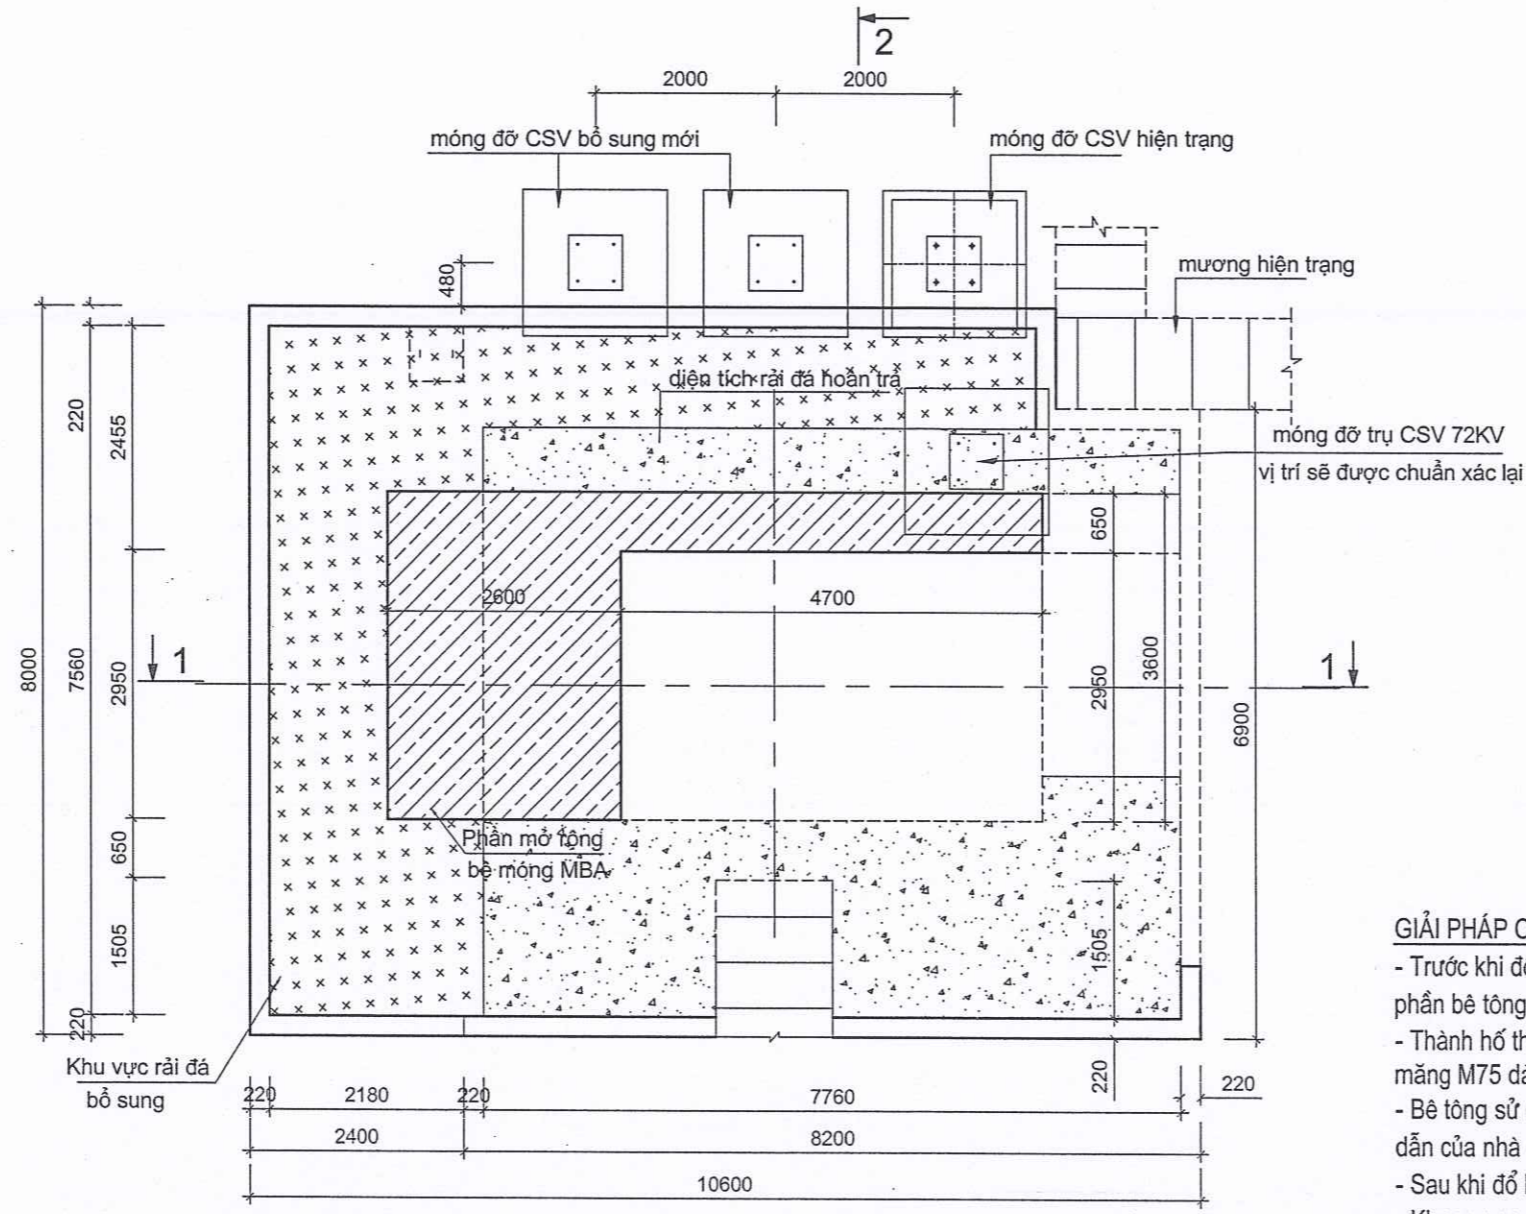 2
2000 2000
móng đỡ CSV bổ sung mới
móng đỡ CSV hiện trạng
mương hiện trạng
480
diện tích rải đá hoàn trả
móng đỡ trụ CSV 72KV
vị trí sẽ được chuẩn xác lại
8000
220
7560
220
2455
2950
650
1505
650
2950
3600
6900
1505
220
2600 4700
1 1
Phần mở rộng
bệ móng MBA
Khu vực rải đá
bổ sung
220 2180 220 7760 220
2400 8200
10600
GIẢI PHÁP
- Trước khi
phần bê tông
- Thành hố
măng M75
- Bê tông sử
dẫn của nhà
- Sau khi đổ